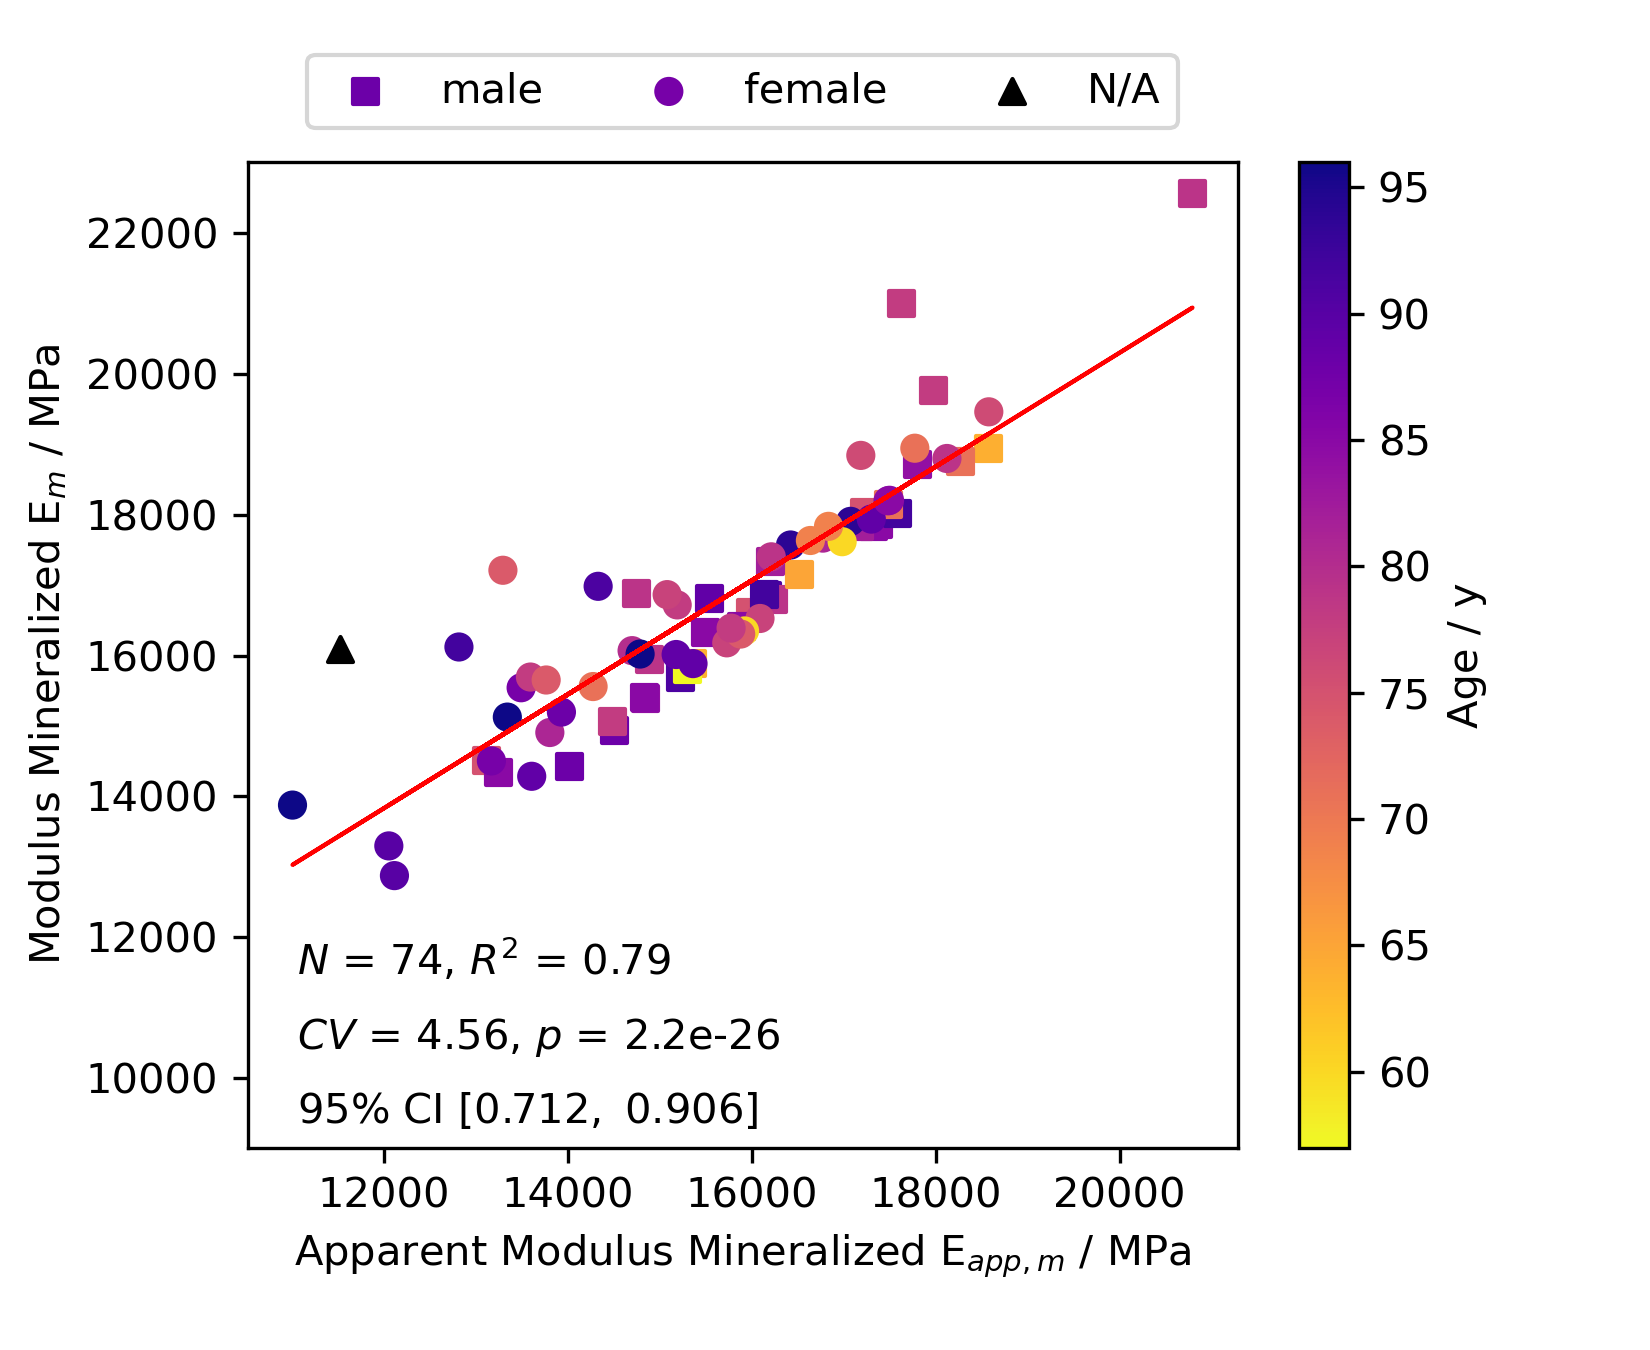 male female N/A
22000
20000
18000
16000
14000
12000
10000
Modulus Mineralized Eₘ / MPa
N = 74, R² = 0.79
CV = 4.56, p = 2.2e-26
95% CI [0.712, 0.906]
12000 14000 16000 18000 20000
Apparent Modulus Mineralized E_app,m / MPa
95
90
85
80
75
70
65
60
Age / y